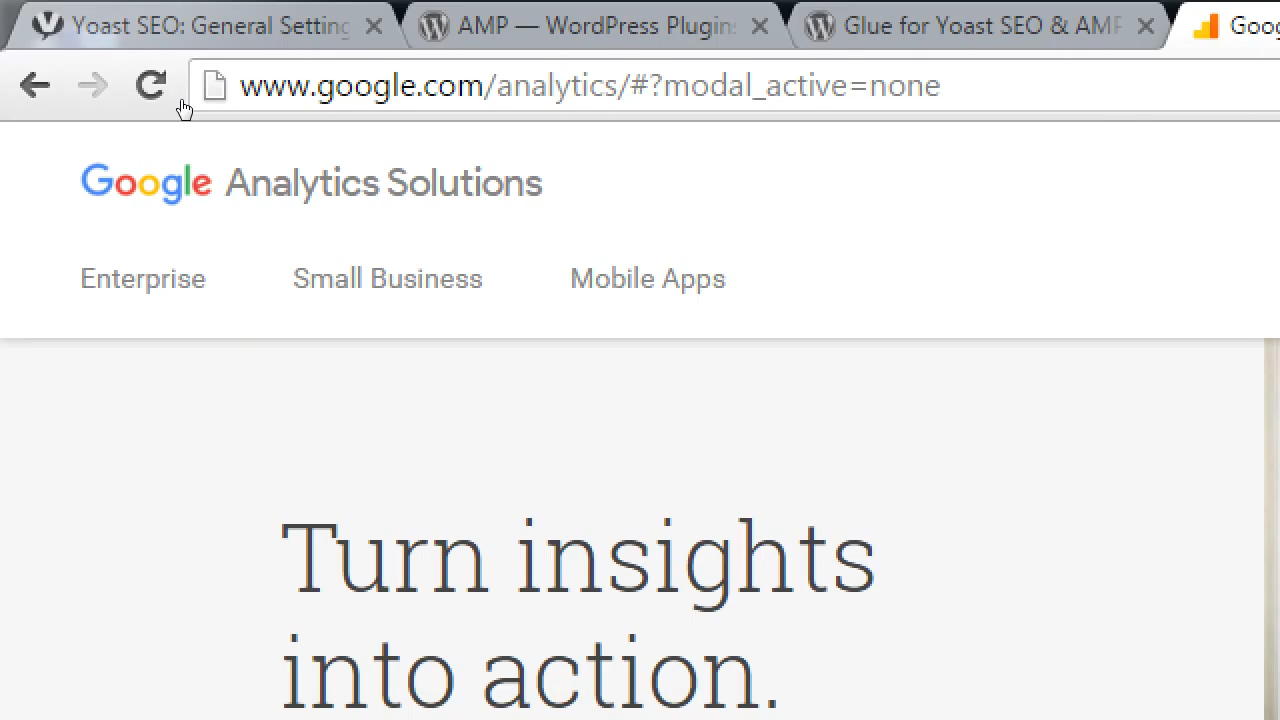 Yoast SEO: General Setting
AMP — WordPress Plugins
Glue for Yoast SEO & AMP
Goog
www.google.com/analytics/#?modal_active=none
Google Analytics Solutions
Enterprise Small Business Mobile Apps
Turn insights
into action.